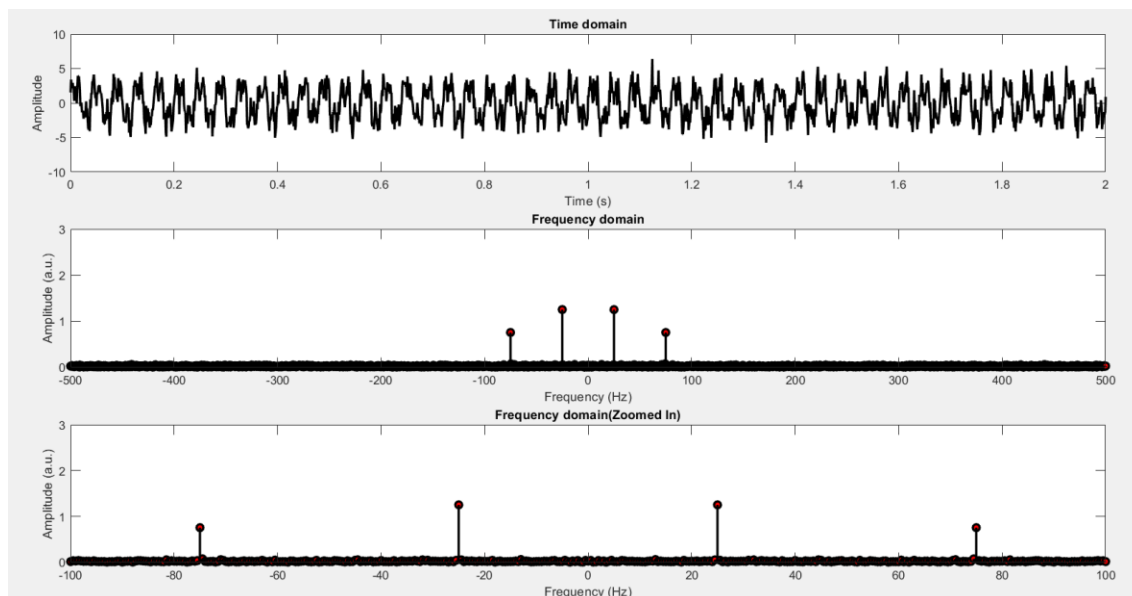 Time domain
Amplitude
10
5
0
-5
-10
0 0.2 0.4 0.6 0.8 1 1.2 1.4 1.6 1.8 2
Time (s)
Frequency domain
Amplitude (a.u.)
3
2
1
0
-500 -400 -300 -200 -100 0 100 200 300 400 500
Frequency (Hz)
Frequency domain(Zoomed In)
Amplitude (a.u.)
3
2
1
0
-100 -80 -60 -40 -20 0 20 40 60 80 100
Frequency (Hz)